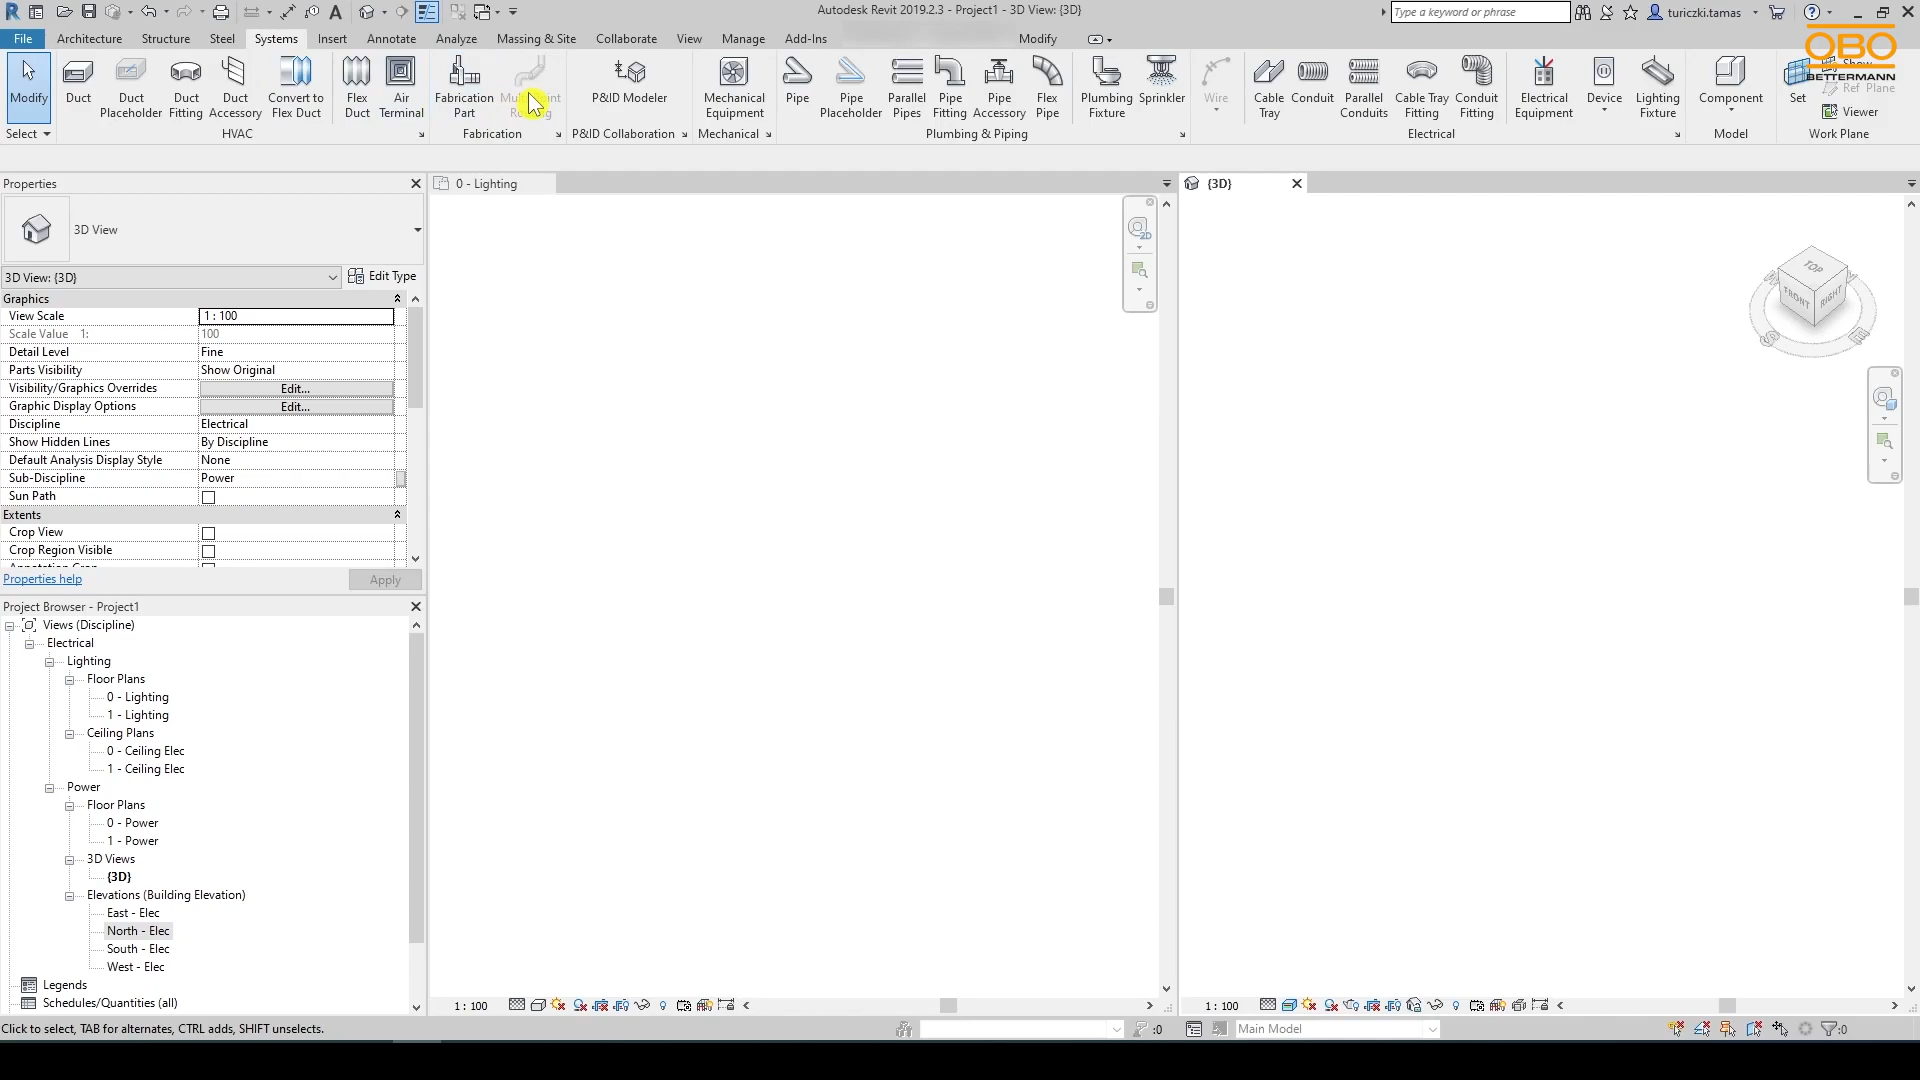 Autodesk Revit 2019.2.3 - Project1 - 3D View: {3D}
Type a keyword or phrase
turiczki.tamas
File
Architecture
Structure
Steel
Systems
Insert
Annotate
Analyze
Massing & Site
Collaborate
View
Manage
Add-Ins
Modify
OBO
BETTERMANN
Modify
Duct
Duct Placeholder
Duct Fitting
Duct Accessory
Convert to Flex Duct
Flex Duct
Air Terminal
Fabrication Part
P&ID Modeler
Mechanical Equipment
Pipe
Pipe Placeholder
Parallel Pipes
Pipe Fitting
Pipe Accessory
Flex Pipe
Plumbing Fixture
Sprinkler
Wire
Cable Tray
Conduit
Parallel Conduits
Cable Tray Fitting
Conduit Fitting
Electrical Equipment
Device
Lighting Fixture
Component
Set
Show
Ref Plane
Viewer
Select
HVAC
Fabrication
P&ID Collaboration
Mechanical
Plumbing & Piping
Electrical
Model
Work Plane
Properties
0 - Lighting
{3D}
3D View
3D View: {3D}
Edit Type
Graphics
View Scale
1 : 100
Scale Value    1:
100
Detail Level
Fine
Parts Visibility
Show Original
Visibility/Graphics Overrides
Edit...
Graphic Display Options
Edit...
Discipline
Electrical
Show Hidden Lines
By Discipline
Default Analysis Display Style
None
Sub-Discipline
Power
Sun Path
Extents
Crop View
Crop Region Visible
Properties help
Apply
2D
TOP
FRONT
RIGHT
Project Browser - Project1
Views (Discipline)
Electrical
Lighting
Floor Plans
0 - Lighting
1 - Lighting
Ceiling Plans
0 - Ceiling Elec
1 - Ceiling Elec
Power
Floor Plans
0 - Power
1 - Power
3D Views
{3D}
Elevations (Building Elevation)
East - Elec
North - Elec
South - Elec
West - Elec
Legends
Schedules/Quantities (all)
1 : 100
1 : 100
Click to select, TAB for alternates, CTRL adds, SHIFT unselects.
:0
Main Model
:0